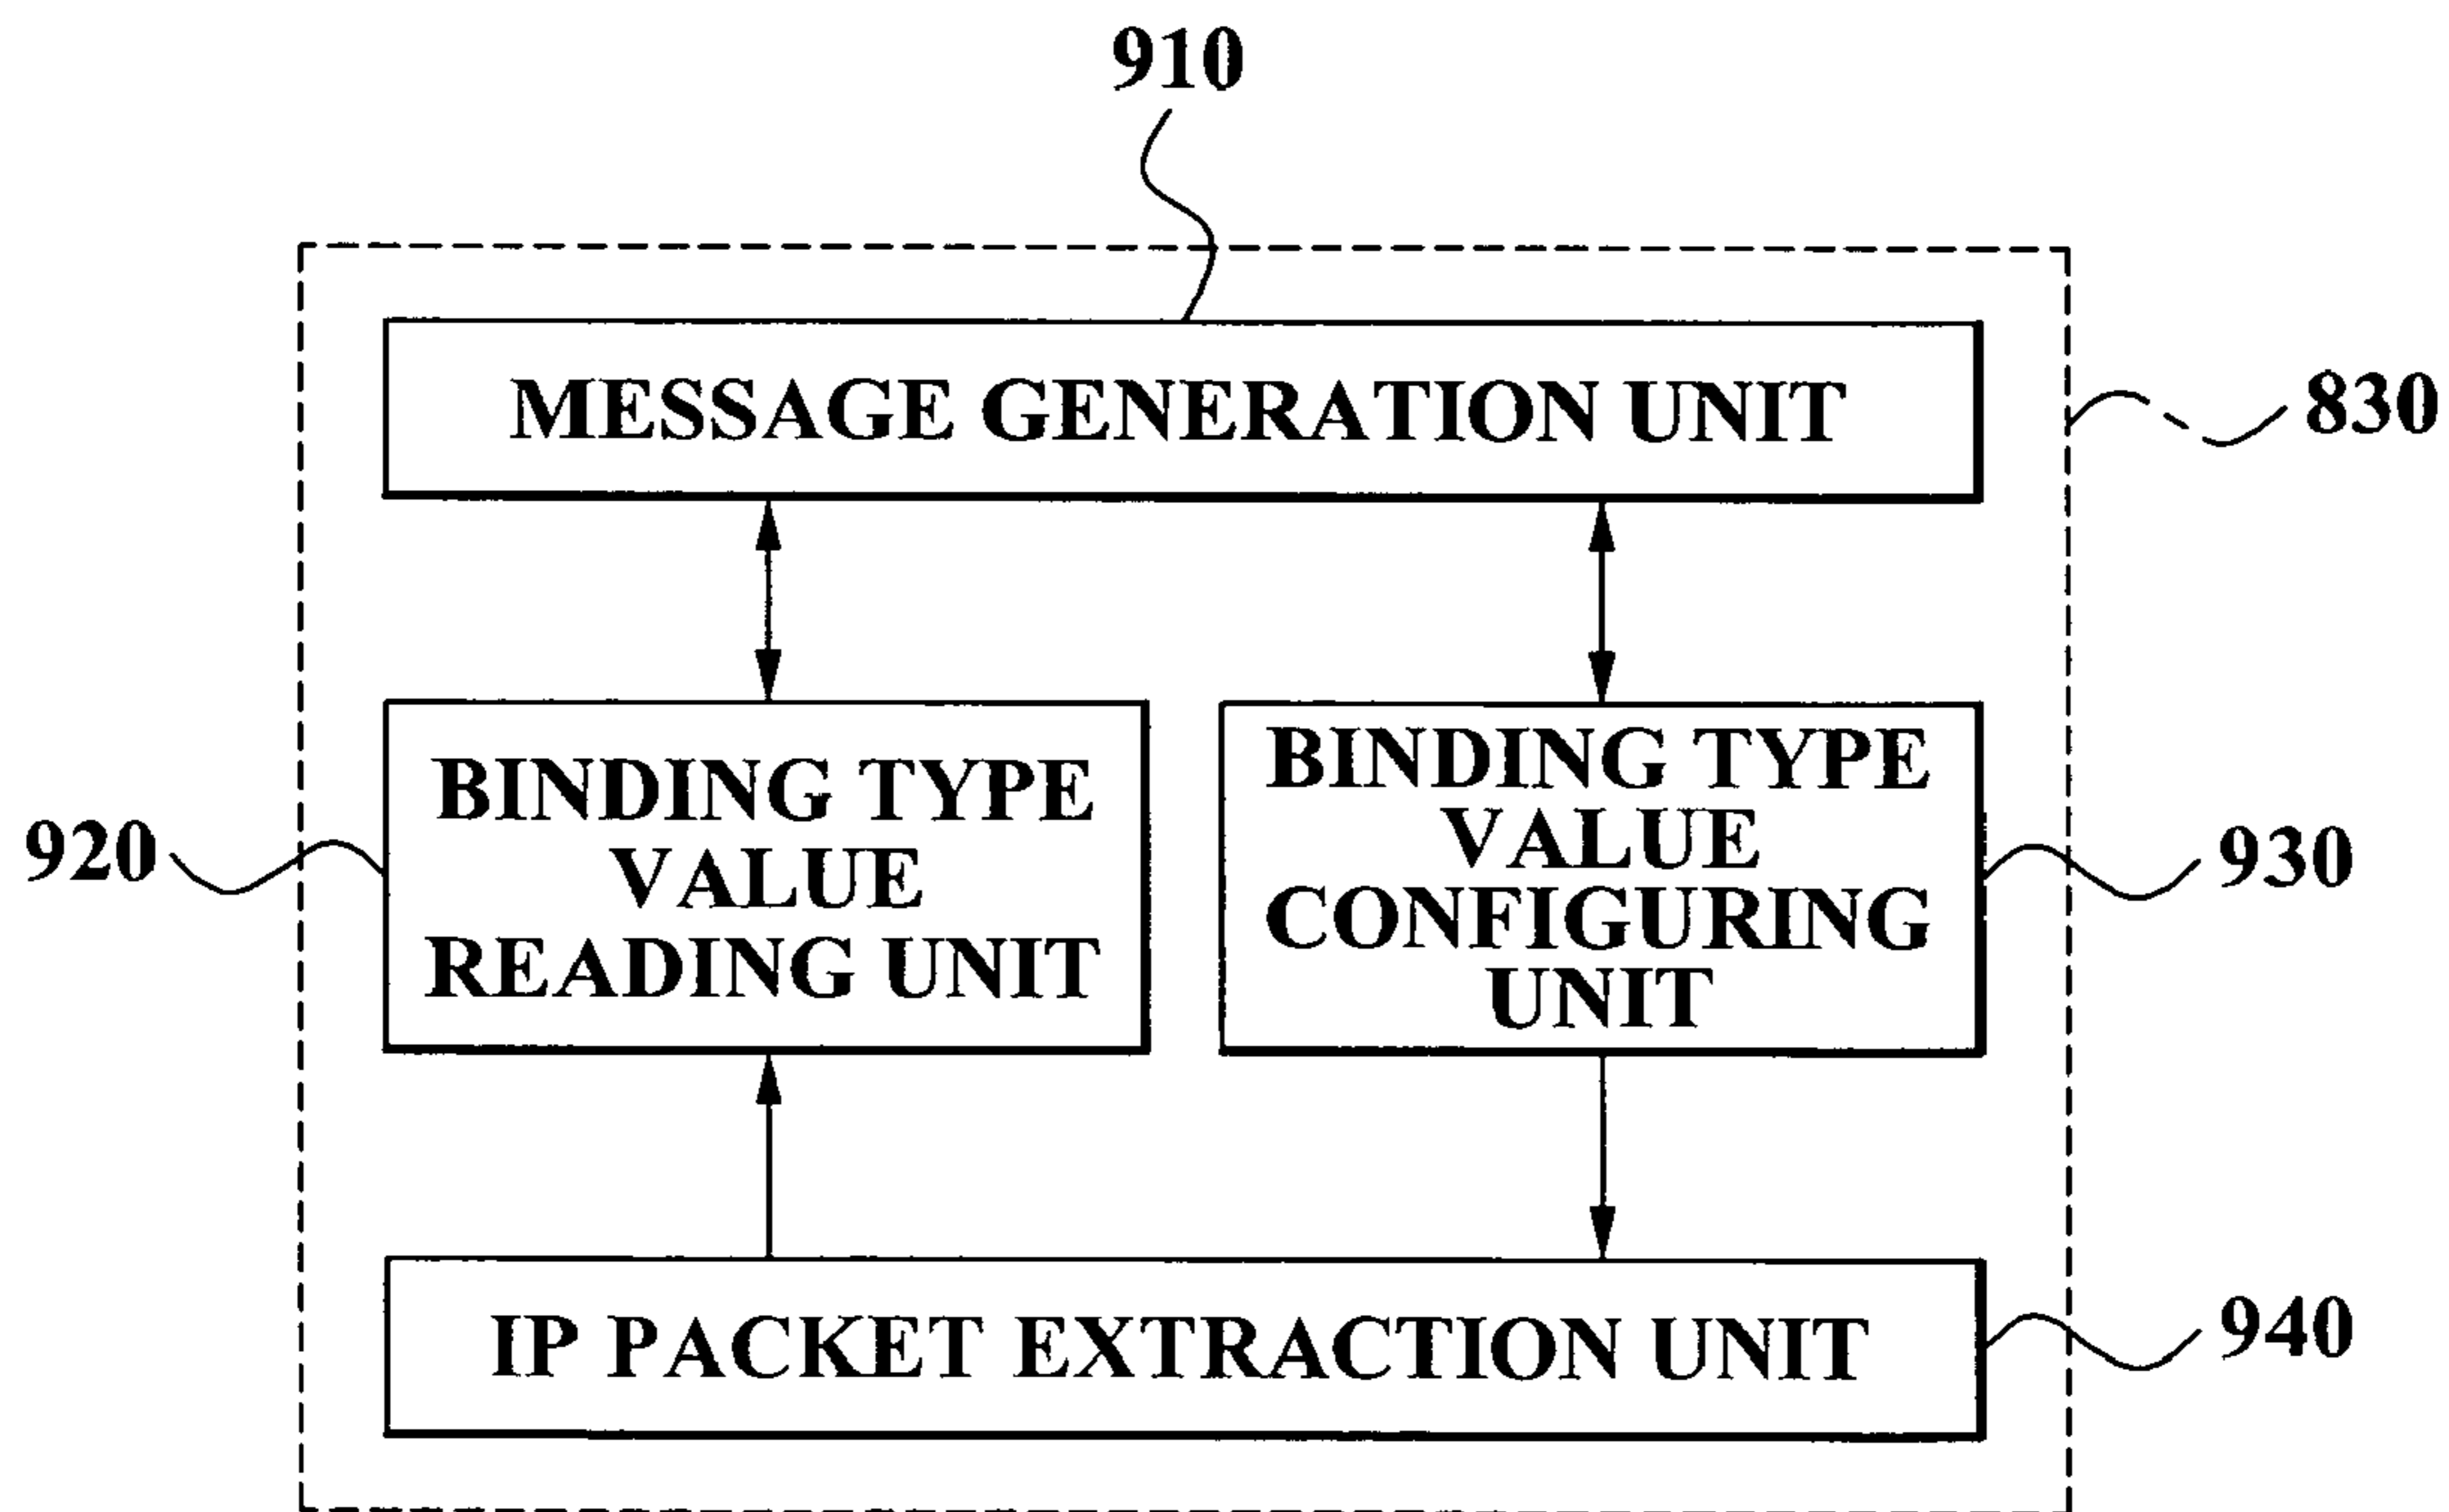 910
MESSAGE GENERATION UNIT
830
BINDING TYPE
VALUE
READING UNIT
920
BINDING TYPE
VALUE
CONFIGURING
UNIT
930
IP PACKET EXTRACTION UNIT
940